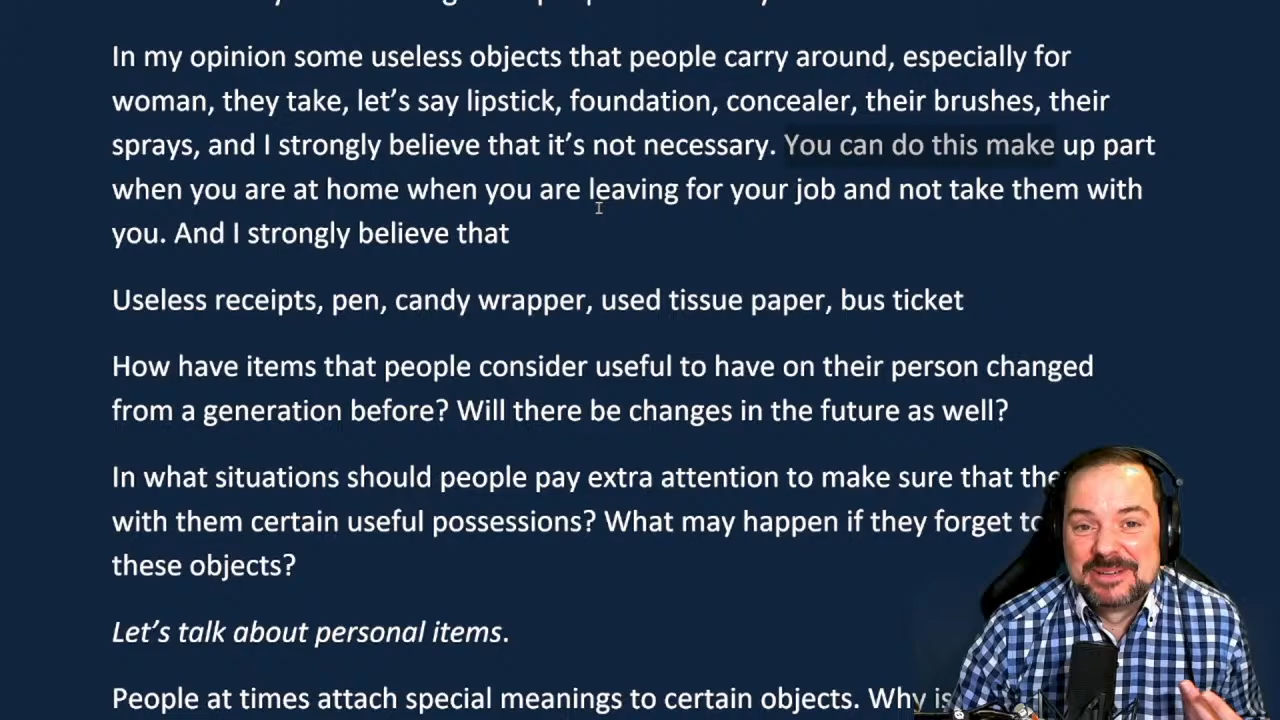 In my opinion some useless objects that people carry around, especially for
woman, they take, let’s say lipstick, foundation, concealer, their brushes, their
sprays, and I strongly believe that it’s not necessary. You can do this make up part
when you are at home when you are leaving for your job and not take them with
you. And I strongly believe that
Useless receipts, pen, candy wrapper, used tissue paper, bus ticket
How have items that people consider useful to have on their person changed
from a generation before? Will there be changes in the future as well?
In what situations should people pay extra attention to make sure that
with them certain useful possessions? What may happen if they forget to
these objects?
Let’s talk about personal items.
People at times attach special meanings to certain objects. Why is